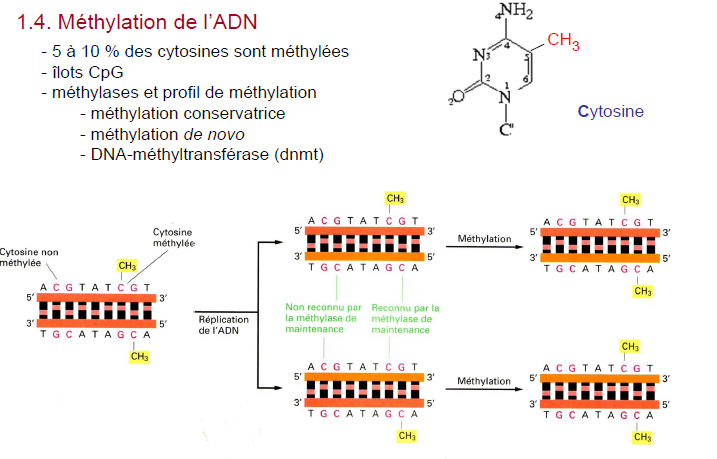 1.4. Méthylation de l'ADN
- 5 à 10 % des cytosines sont méthylées
- îlots CpG
- méthylases et profil de méthylation
- méthylation conservatrice
- méthylation de novo
- DNA-méthyltransférase (dnmt)
4NH2
CH3
N3
4
5
2
1
6
2O
N
C'
Cytosine
Cytosine non
méthylée
Cytosine
méthylée
CH3
A C G T A T C G T
5' 3'
3' 5'
T G C A T A G C A
CH3
Réplication
de l'ADN
CH3
A C G T A T C G T
5' 3'
3' 5'
T G C A T A G C A
Non reconnu par
la méthylase de
maintenance
Reconnu par la
méthylase de
maintenance
A C G T A T C G T
5' 3'
3' 5'
T G C A T A G C A
CH3
Méthylation
CH3
A C G T A T C G T
5' 3'
3' 5'
T G C A T A G C A
CH3
Méthylation
CH3
A C G T A T C G T
5' 3'
3' 5'
T G C A T A G C A
CH3